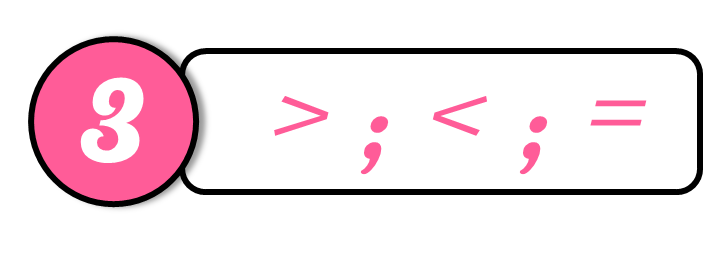 3
> ; < ; =